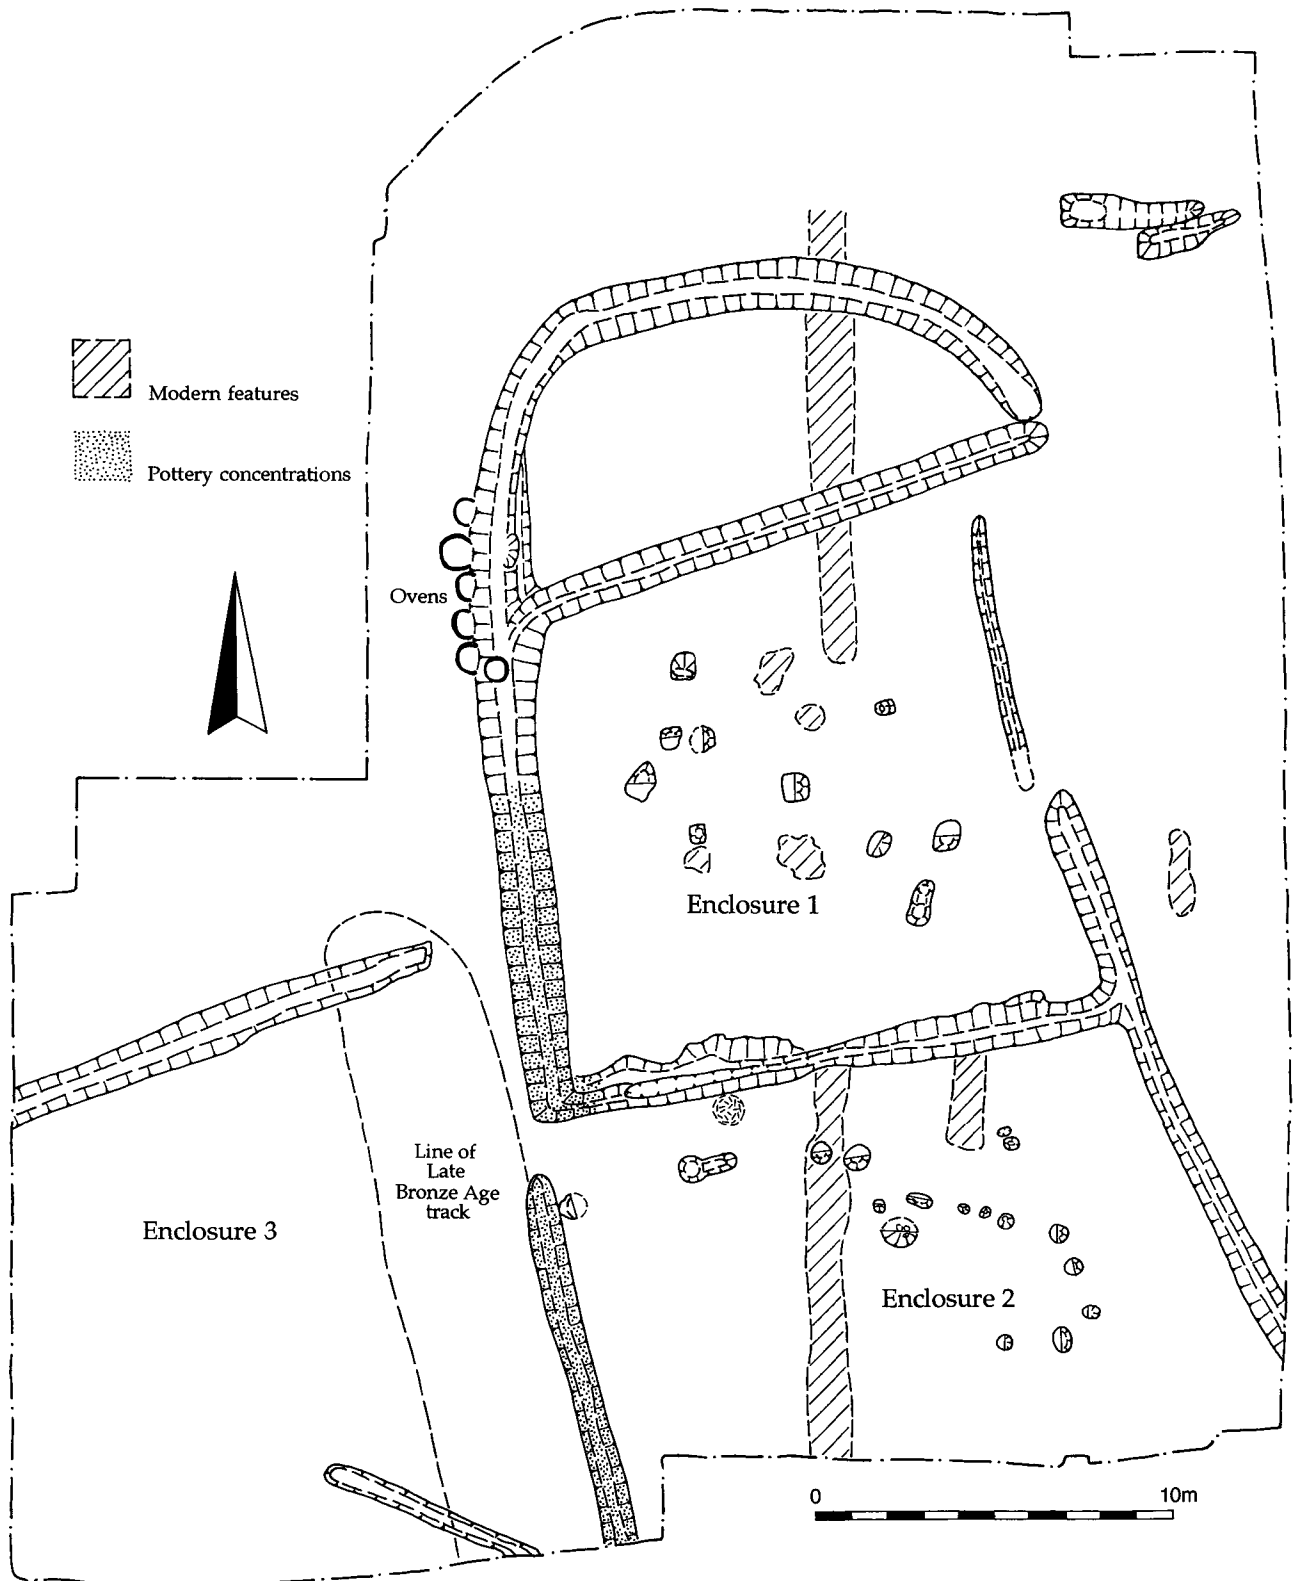 Modern features
Pottery concentrations
Ovens
Enclosure 1
Line of
Late
Bronze Age
track
Enclosure 3
Enclosure 2
0 10m